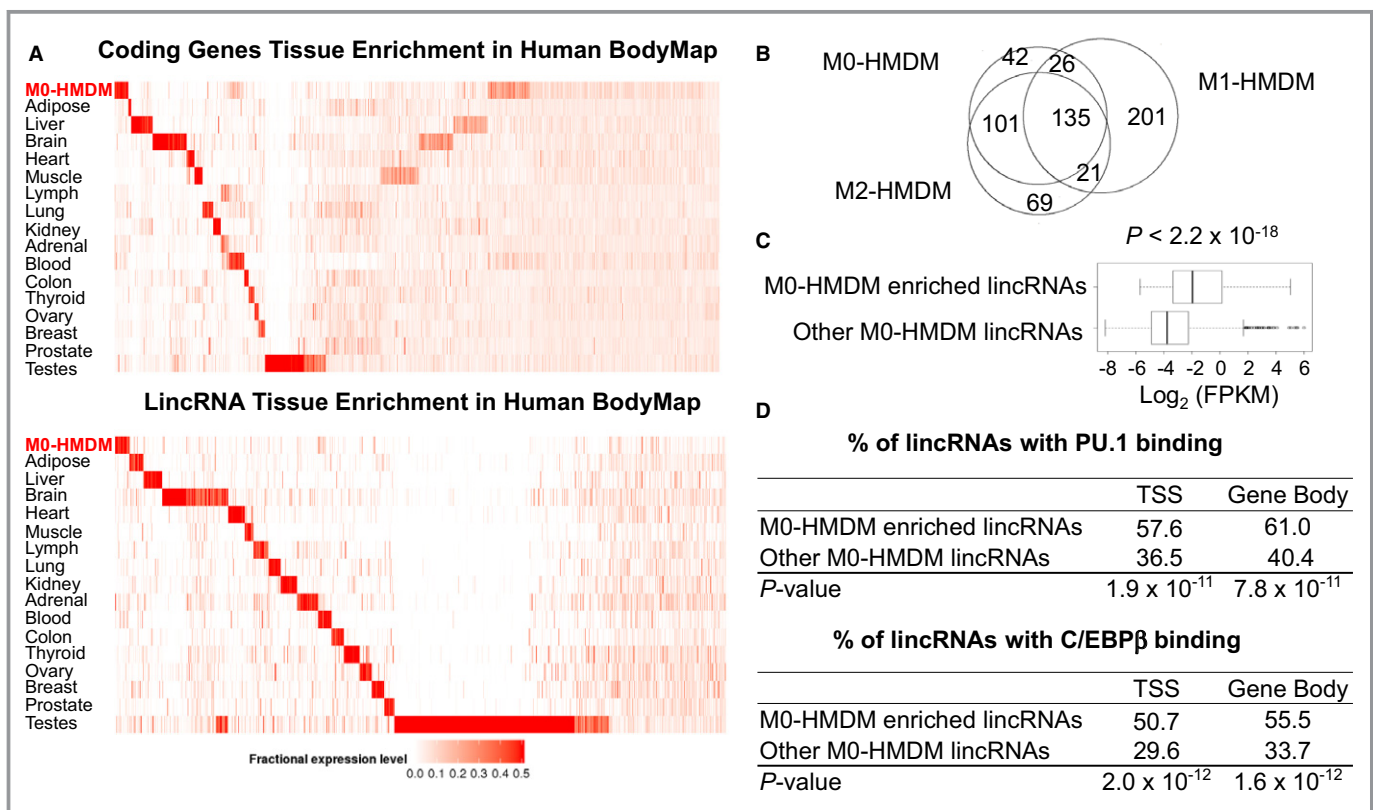 A
Coding Genes Tissue Enrichment in Human BodyMap
M0-HMDM
Adipose
Liver
Brain
Heart
Muscle
Lymph
Lung
Kidney
Adrenal
Blood
Colon
Thyroid
Ovary
Breast
Prostate
Testes
LincRNA Tissue Enrichment in Human BodyMap
M0-HMDM
Adipose
Liver
Brain
Heart
Muscle
Lymph
Lung
Kidney
Adrenal
Blood
Colon
Thyroid
Ovary
Breast
Prostate
Testes
Fractional expression level
0.0 0.1 0.2 0.3 0.4 0.5
B
M0-HMDM
42
26
M1-HMDM
101
135
201
M2-HMDM
21
69
C
P < 2.2 x 10⁻¹⁸
M0-HMDM enriched lincRNAs
Other M0-HMDM lincRNAs
-8 -6 -4 -2 0 2 4 6
Log₂ (FPKM)
D
% of lincRNAs with PU.1 binding
TSS Gene Body
M0-HMDM enriched lincRNAs 57.6 61.0
Other M0-HMDM lincRNAs 36.5 40.4
P-value 1.9 x 10⁻¹¹ 7.8 x 10⁻¹¹
% of lincRNAs with C/EBPβ binding
TSS Gene Body
M0-HMDM enriched lincRNAs 50.7 55.5
Other M0-HMDM lincRNAs 29.6 33.7
P-value 2.0 x 10⁻¹² 1.6 x 10⁻¹²